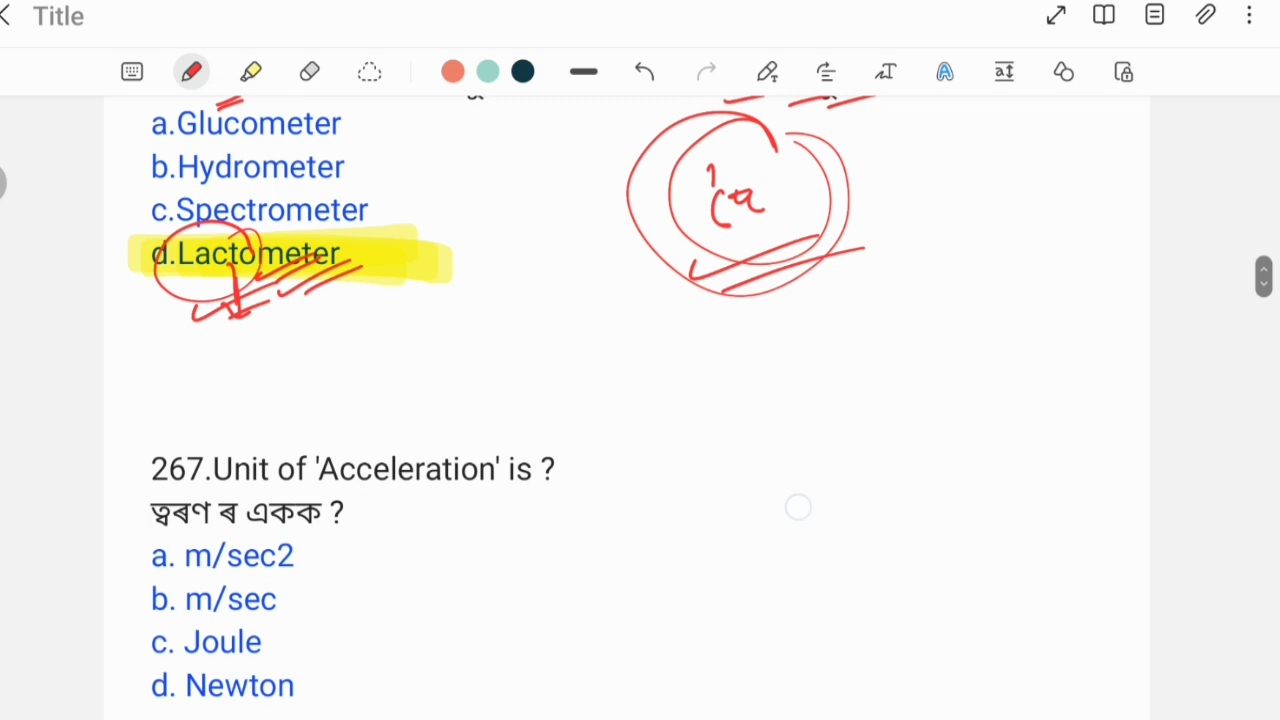 Title
a.Glucometer
b.Hydrometer
c.Spectrometer
d.Lactometer
267.Unit of 'Acceleration' is ?
ত্বৰণ ৰ একক ?
a. m/sec2
b. m/sec
c. Joule
d. Newton